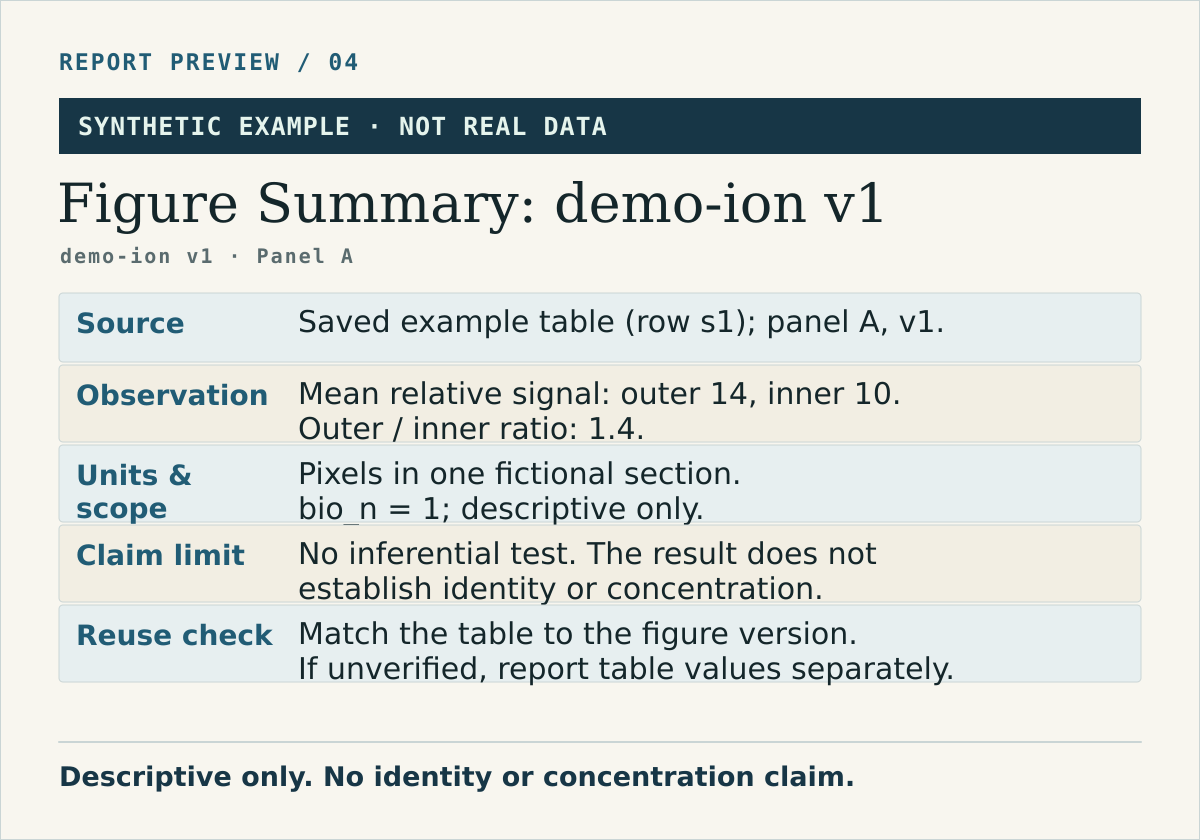 REPORT PREVIEW / 04
SYNTHETIC EXAMPLE · NOT REAL DATA
Figure Summary: demo-ion v1
demo-ion v1 · Panel A
Source
Saved example table (row s1); panel A, v1.
Observation
Mean relative signal: outer 14, inner 10.
Outer / inner ratio: 1.4.
Units &
scope
Pixels in one fictional section.
bio_n = 1; descriptive only.
Claim limit
No inferential test. The result does not
establish identity or concentration.
Reuse check
Match the table to the figure version.
If unverified, report table values separately.
Descriptive only. No identity or concentration claim.